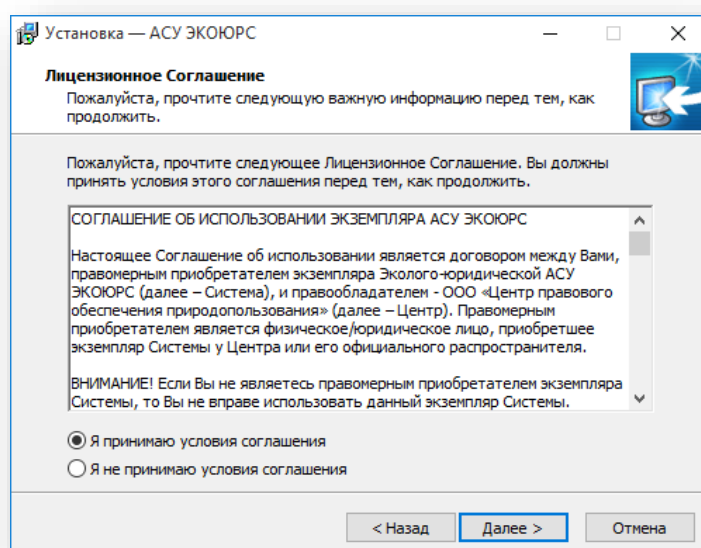 Установка — АСУ ЭКОЮРС
Лицензионное Соглашение
Пожалуйста, прочтите следующую важную информацию перед тем, как
продолжить.
Пожалуйста, прочтите следующее Лицензионное Соглашение. Вы должны
принять условия этого соглашения перед тем, как продолжить.
СОГЛАШЕНИЕ ОБ ИСПОЛЬЗОВАНИИ ЭКЗЕМПЛЯРА АСУ ЭКОЮРС
Настоящее Соглашение об использовании является договором между Вами,
правомерным приобретателем экземпляра Эколого-юридической АСУ
ЭКОЮРС (далее – Система), и правообладателем - ООО «Центр правового
обеспечения природопользования» (далее – Центр). Правомерным
приобретателем является физическое/юридическое лицо, приобретшее
экземпляр Системы у Центра или его официального распространителя.
ВНИМАНИЕ! Если Вы не являетесь правомерным приобретателем экземпляра
Системы, то Вы не вправе использовать данный экземпляр Системы.
Я принимаю условия соглашения
Я не принимаю условия соглашения
< Назад
Далее >
Отмена